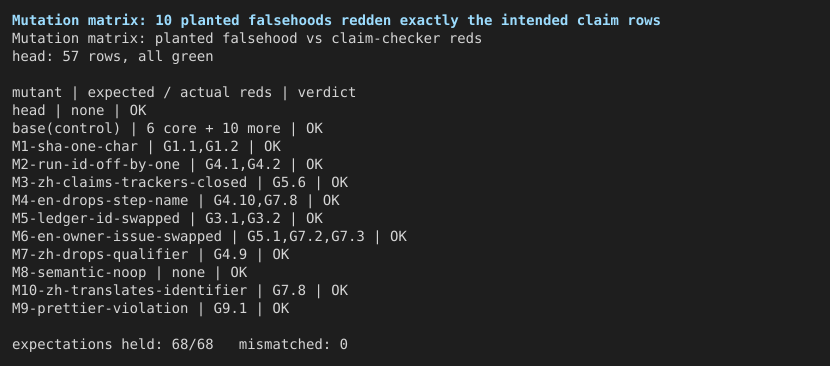 Mutation matrix: 10 planted falsehoods redden exactly the intended claim rows
Mutation matrix: planted falsehood vs claim-checker reds
head: 57 rows, all green
mutant | expected / actual reds | verdict
head | none | OK
base(control) | 6 core + 10 more | OK
M1-sha-one-char | G1.1,G1.2 | OK
M2-run-id-off-by-one | G4.1,G4.2 | OK
M3-zh-claims-trackers-closed | G5.6 | OK
M4-en-drops-step-name | G4.10,G7.8 | OK
M5-ledger-id-swapped | G3.1,G3.2 | OK
M6-en-owner-issue-swapped | G5.1,G7.2,G7.3 | OK
M7-zh-drops-qualifier | G4.9 | OK
M8-semantic-noop | none | OK
M10-zh-translates-identifier | G7.8 | OK
M9-prettier-violation | G9.1 | OK
expectations held: 68/68   mismatched: 0